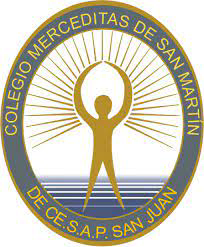 COLEGIO MERCEDITAS DE SAN MARTÍN
DE CE.S.A.P. SAN JUAN